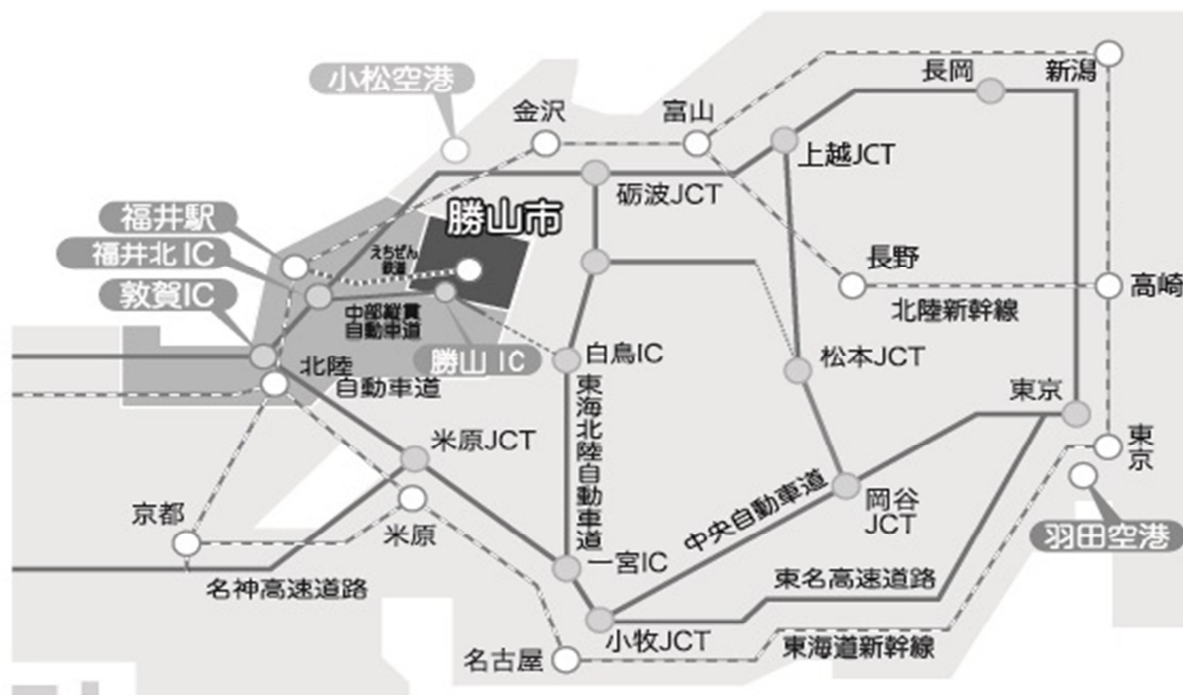 小松空港
金沢
富山
長岡
新潟
上越JCT
砺波JCT
勝山市
福井駅
福井北IC
敦賀IC
えちぜん
鉄道
中部縦貫
自動車道
勝山 IC
長野
北陸新幹線
高崎
北陸
自動車道
白鳥IC
松本JCT
東海北陸自動車道
東京
東京
米原JCT
米原
京都
名神高速道路
中央自動車道
岡谷
JCT
羽田空港
一宮IC
小牧JCT
東名高速道路
東海道新幹線
名古屋